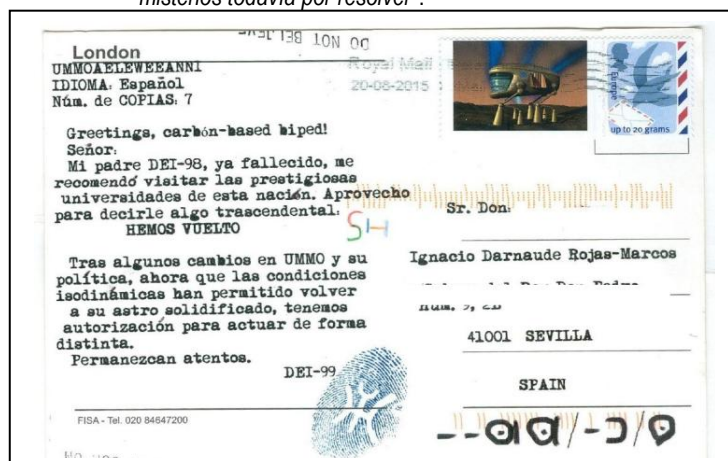 misterios todavía por resolver".
London
DO NOT
UMMOAELEWEEANNI
IDIOMA: Español
Núm. de COPIAS: 7
Royal Mail
20-08-2015
Europe
up to 20 grams
Greetings, carbón-based biped!
Señor:
Mi padre DEI-98, ya fallecido, me
recomendó visitar las prestigiosas
universidades de esta nación. Aprovecho
para decirle algo trascendental:
HEMOS VUELTO
Tras algunos cambios en UMMO y su
política, ahora que las condiciones
isodinámicas han permitido volver
a su astro solidificado, tenemos
autorización para actuar de forma
distinta.
Permanezcan atentos.
DEI-99
FISA - Tel. 020 84647200
SH
Sr. Don:
Ignacio Darnaude Rojas-Marcos
41001 SEVILLA
SPAIN